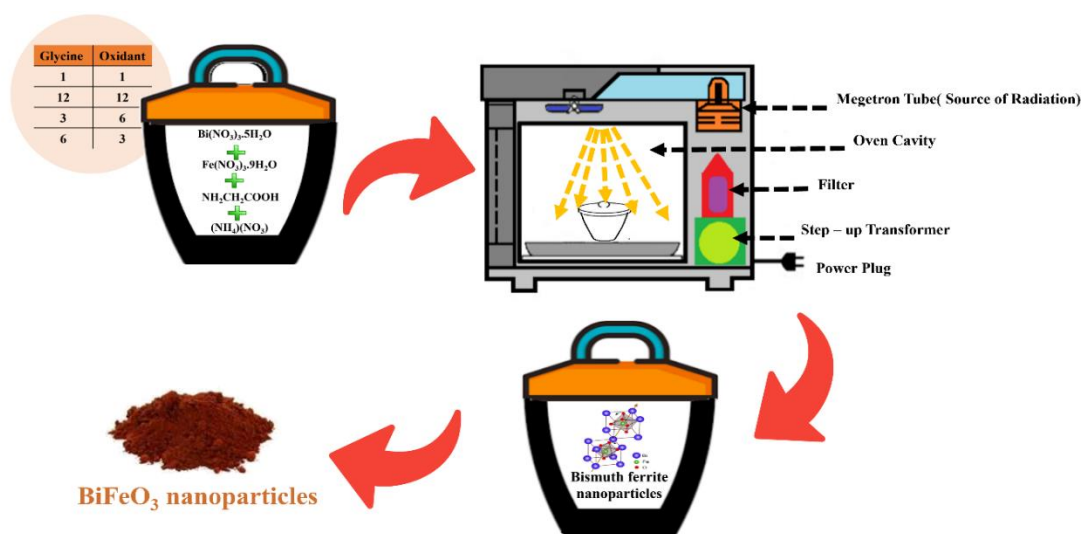 Glycine Oxidant
1 1
12 12
3 6
6 3
Bi(NO₃)₃.5H₂O
Fe(NO₃)₃.9H₂O
NH₂CH₂COOH
(NH₄)(NO₃)
Megetron Tube( Source of Radiation)
Oven Cavity
Filter
Step – up Transformer
Power Plug
Bismuth ferrite
nanoparticles
BiFeO₃ nanoparticles